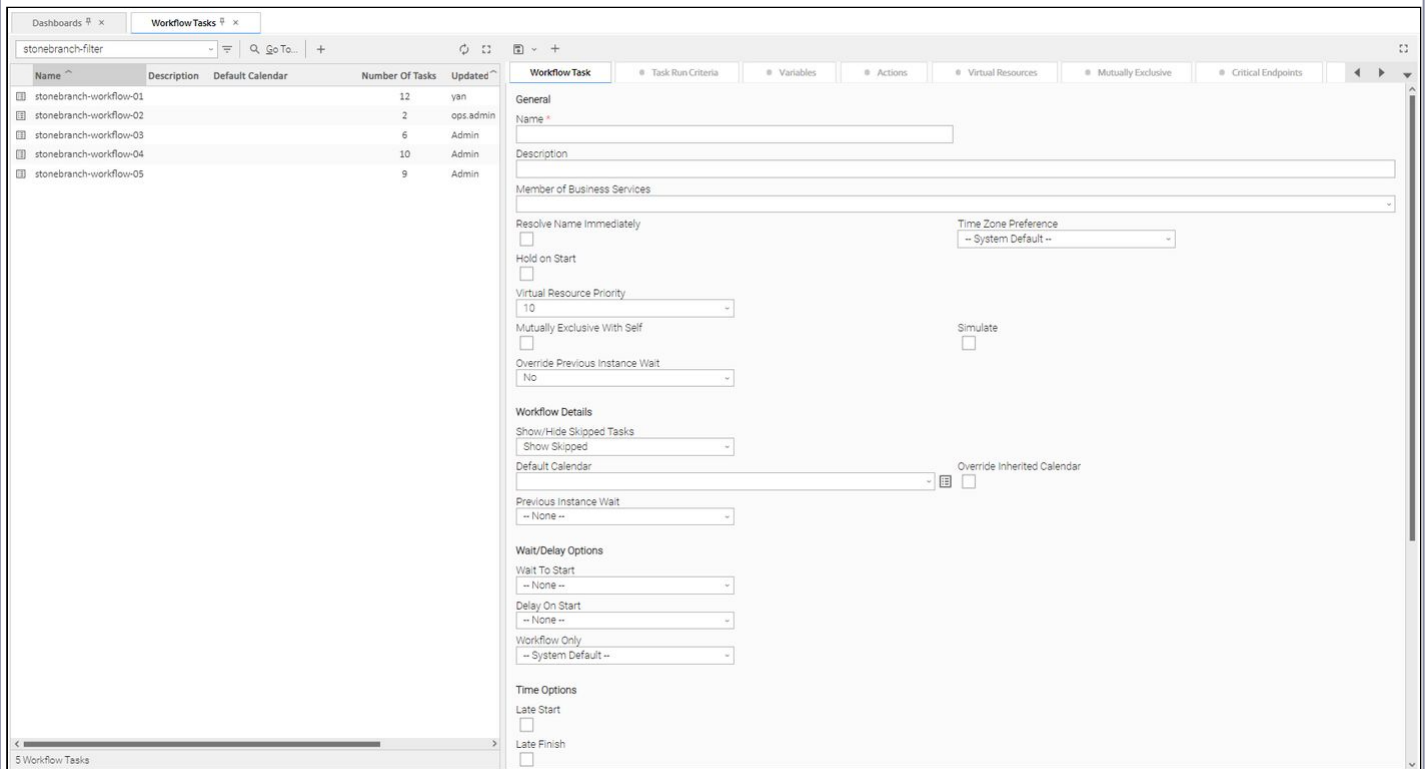 Dashboards
Workflow Tasks
stonebranch-filter
Go To...
Name Description Default Calendar Number Of Tasks Updated
stonebranch-workflow-01 12 yan
stonebranch-workflow-02 2 ops.admin
stonebranch-workflow-03 6 Admin
stonebranch-workflow-04 10 Admin
stonebranch-workflow-05 9 Admin
5 Workflow Tasks
Workflow Task Task Run Criteria Variables Actions Virtual Resources Mutually Exclusive Critical Endpoints
General
Name *
Description
Member of Business Services
Resolve Name Immediately Time Zone Preference
-- System Default --
Hold on Start
Virtual Resource Priority
10
Mutually Exclusive With Self Simulate
Override Previous Instance Wait
No
Workflow Details
Show/Hide Skipped Tasks
Show Skipped
Default Calendar Override Inherited Calendar
Previous Instance Wait
-- None --
Wait/Delay Options
Wait To Start
-- None --
Delay On Start
-- None --
Workflow Only
-- System Default --
Time Options
Late Start
Late Finish